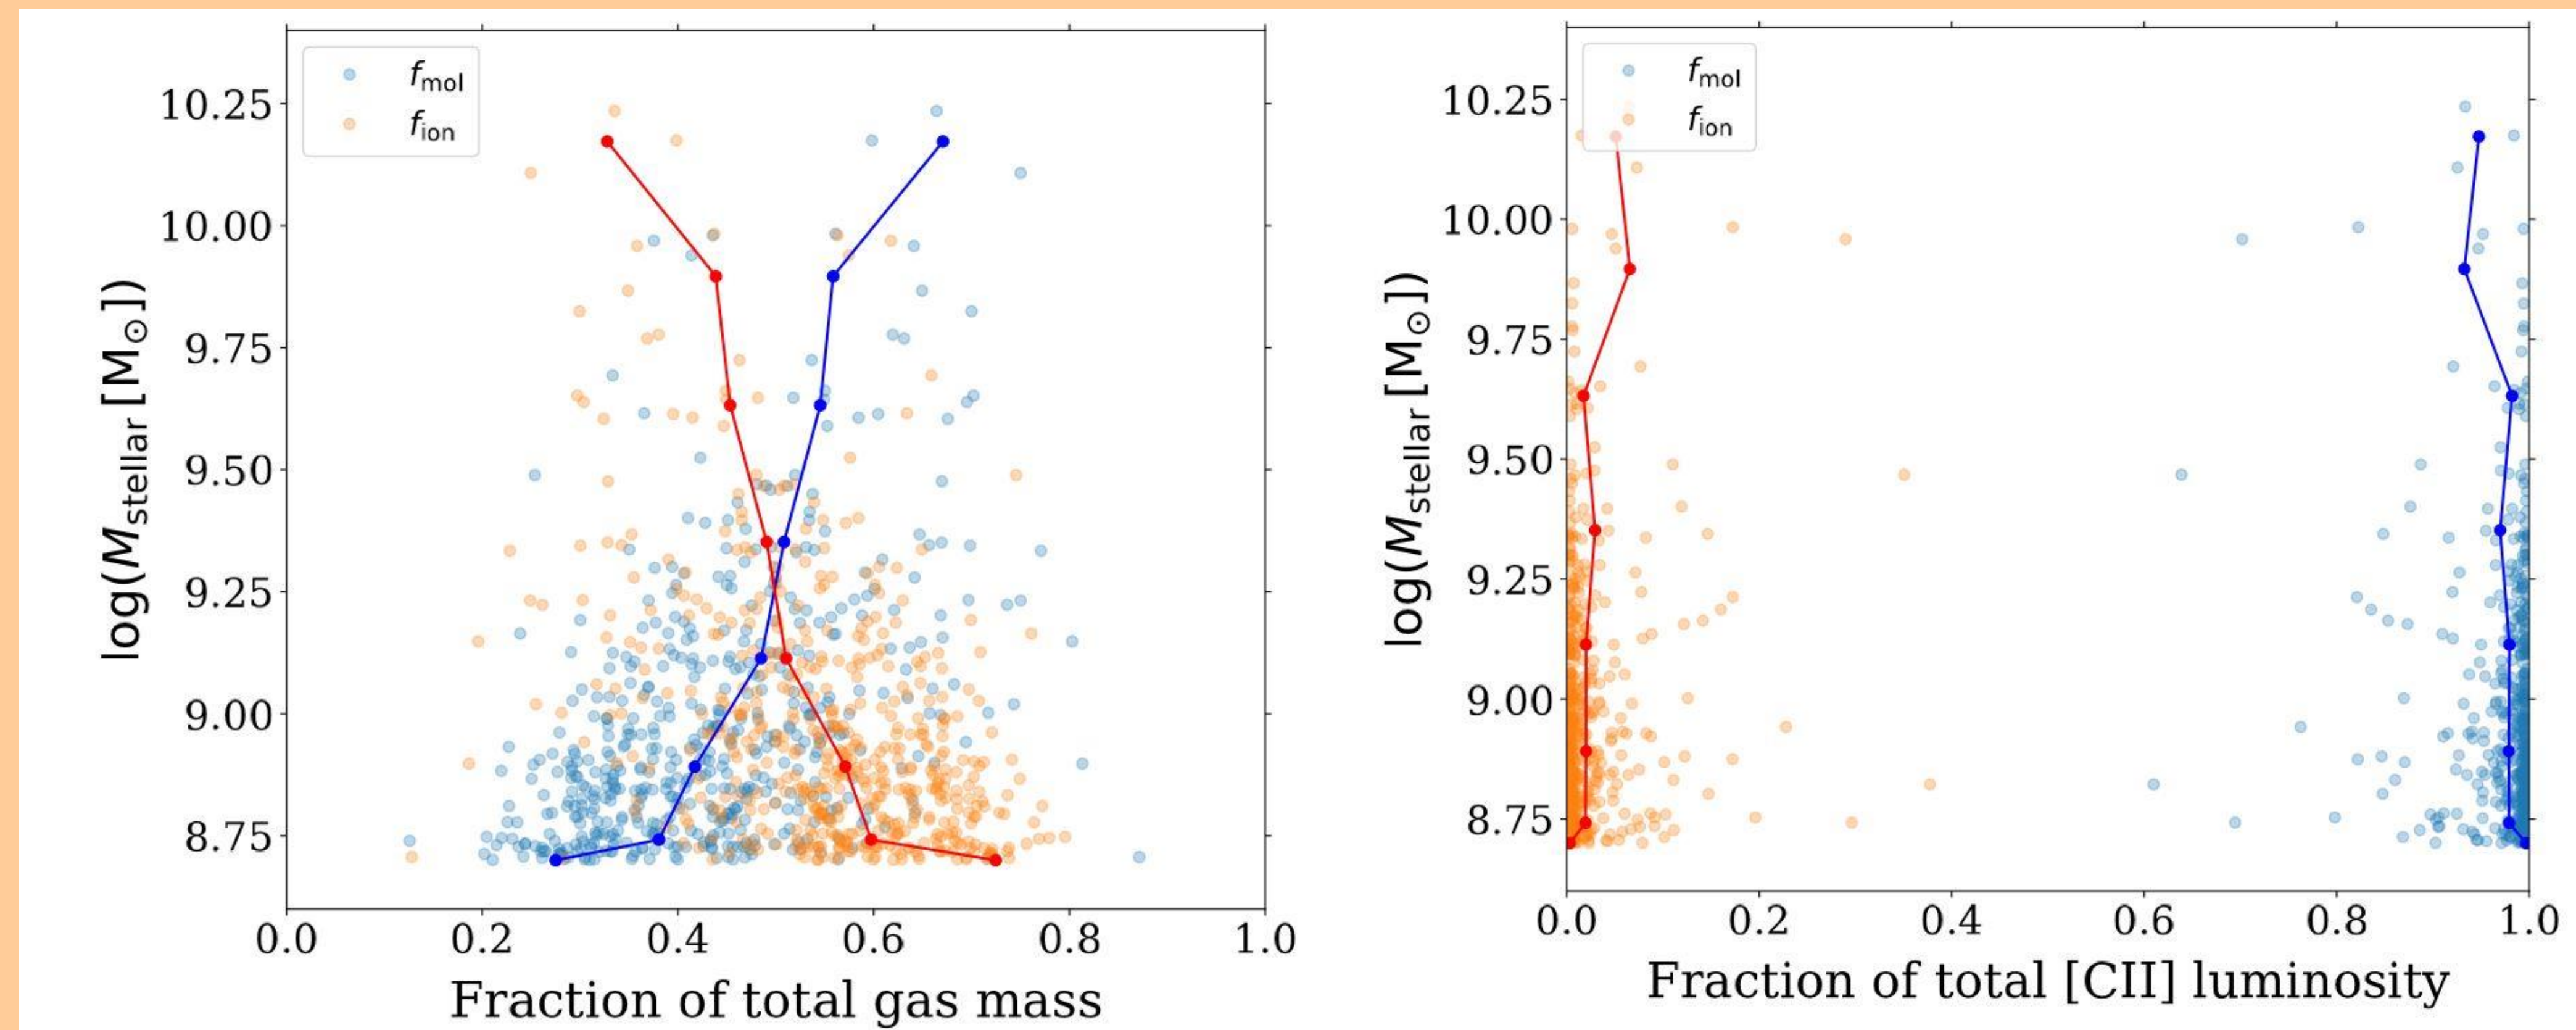 f_mol
f_ion
10.25
10.00
9.75
9.50
9.25
9.00
8.75
log(M_stellar [M_⊙])
0.0 0.2 0.4 0.6 0.8 1.0
Fraction of total gas mass
f_mol
f_ion
10.25
10.00
9.75
9.50
9.25
9.00
8.75
log(M_stellar [M_⊙])
0.0 0.2 0.4 0.6 0.8 1.0
Fraction of total [CII] luminosity